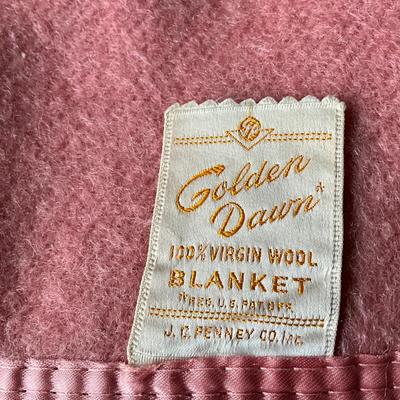 Golden
Dawn*
100% VIRGIN WOOL
BLANKET
*REG. U.S. PAT. OFF.
J. C. PENNEY CO. INC.